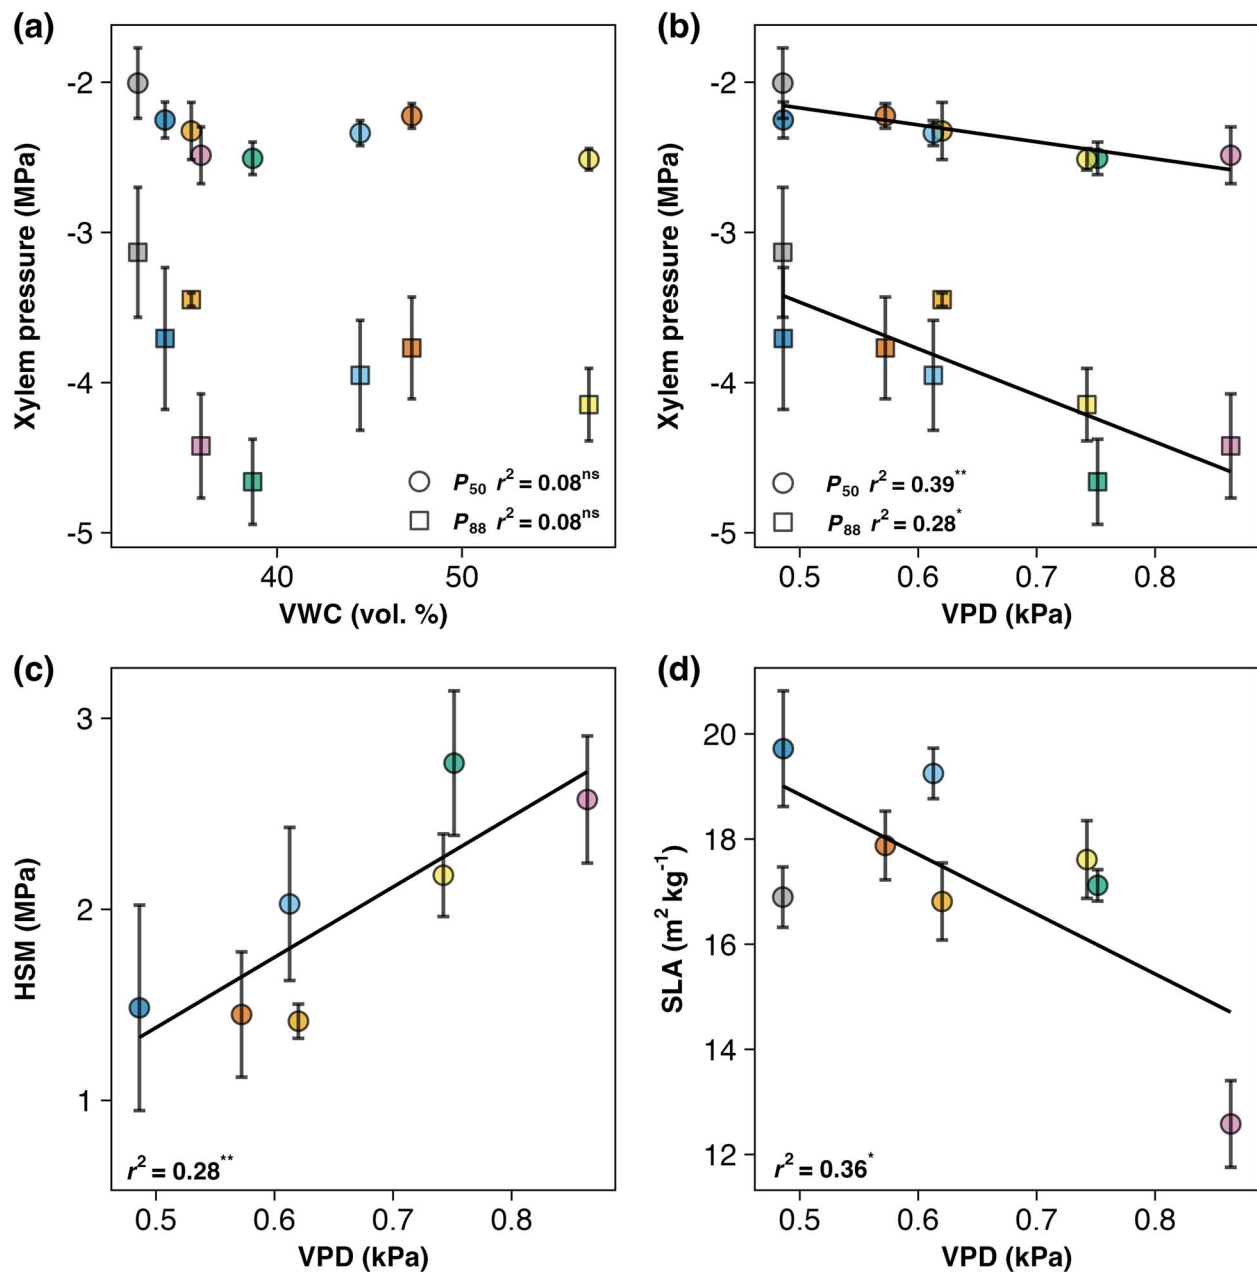 (a)
Xylem pressure (MPa)
-2
-3
-4
-5
P50 r² = 0.08ns
P88 r² = 0.08ns
40 50
VWC (vol. %)
(b)
Xylem pressure (MPa)
-2
-3
-4
-5
P50 r² = 0.39**
P88 r² = 0.28*
0.5 0.6 0.7 0.8
VPD (kPa)
(c)
HSM (MPa)
3
2
1
r² = 0.28**
0.5 0.6 0.7 0.8
VPD (kPa)
(d)
SLA (m² kg⁻¹)
20
18
16
14
12
r² = 0.36*
0.5 0.6 0.7 0.8
VPD (kPa)